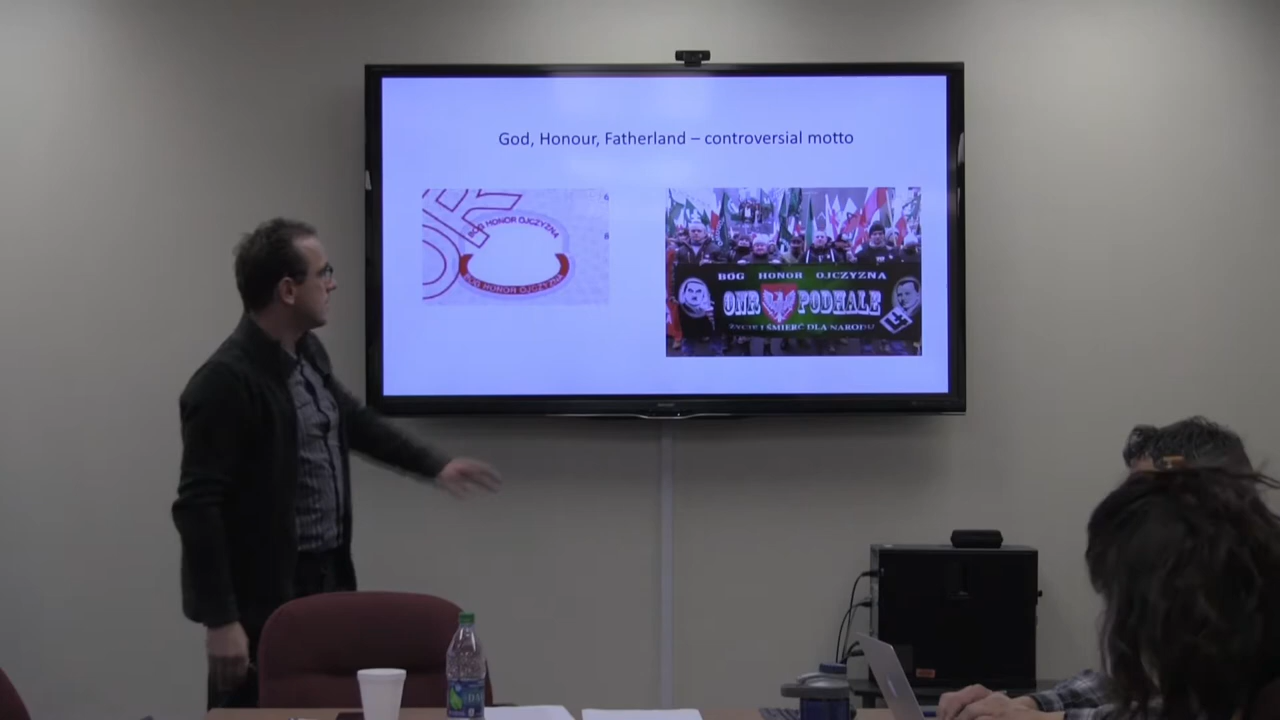 God, Honour, Fatherland – controversial motto
BÓG HONOR OJCZYZNA
BÓG HONOR OJCZYZNA
BÓG HONOR OJCZYZNA
ONR PODHALE
ŻYCIE I ŚMIERĆ DLA NARODU